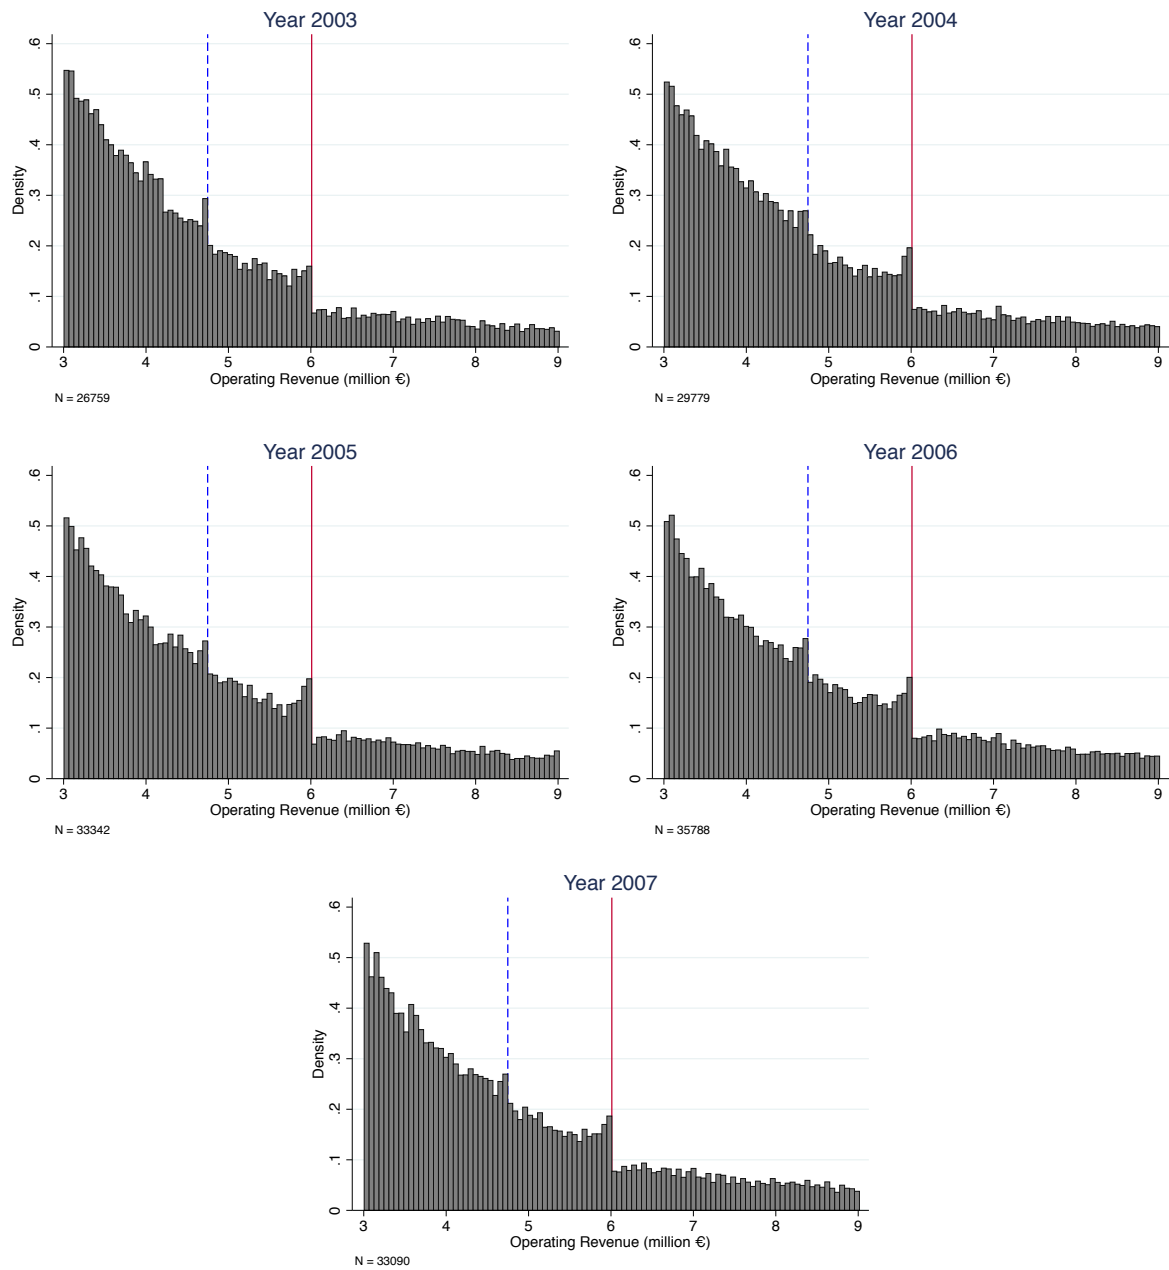 Year 2003
Density
0 .1 .2 .3 .4 .5 .6
3 4 5 6 7 8 9
Operating Revenue (million €)
N = 26759
Year 2004
Density
0 .1 .2 .3 .4 .5 .6
3 4 5 6 7 8 9
Operating Revenue (million €)
N = 29779
Year 2005
Density
0 .1 .2 .3 .4 .5 .6
3 4 5 6 7 8 9
Operating Revenue (million €)
N = 33342
Year 2006
Density
0 .1 .2 .3 .4 .5 .6
3 4 5 6 7 8 9
Operating Revenue (million €)
N = 35788
Year 2007
Density
0 .1 .2 .3 .4 .5 .6
3 4 5 6 7 8 9
Operating Revenue (million €)
N = 33090